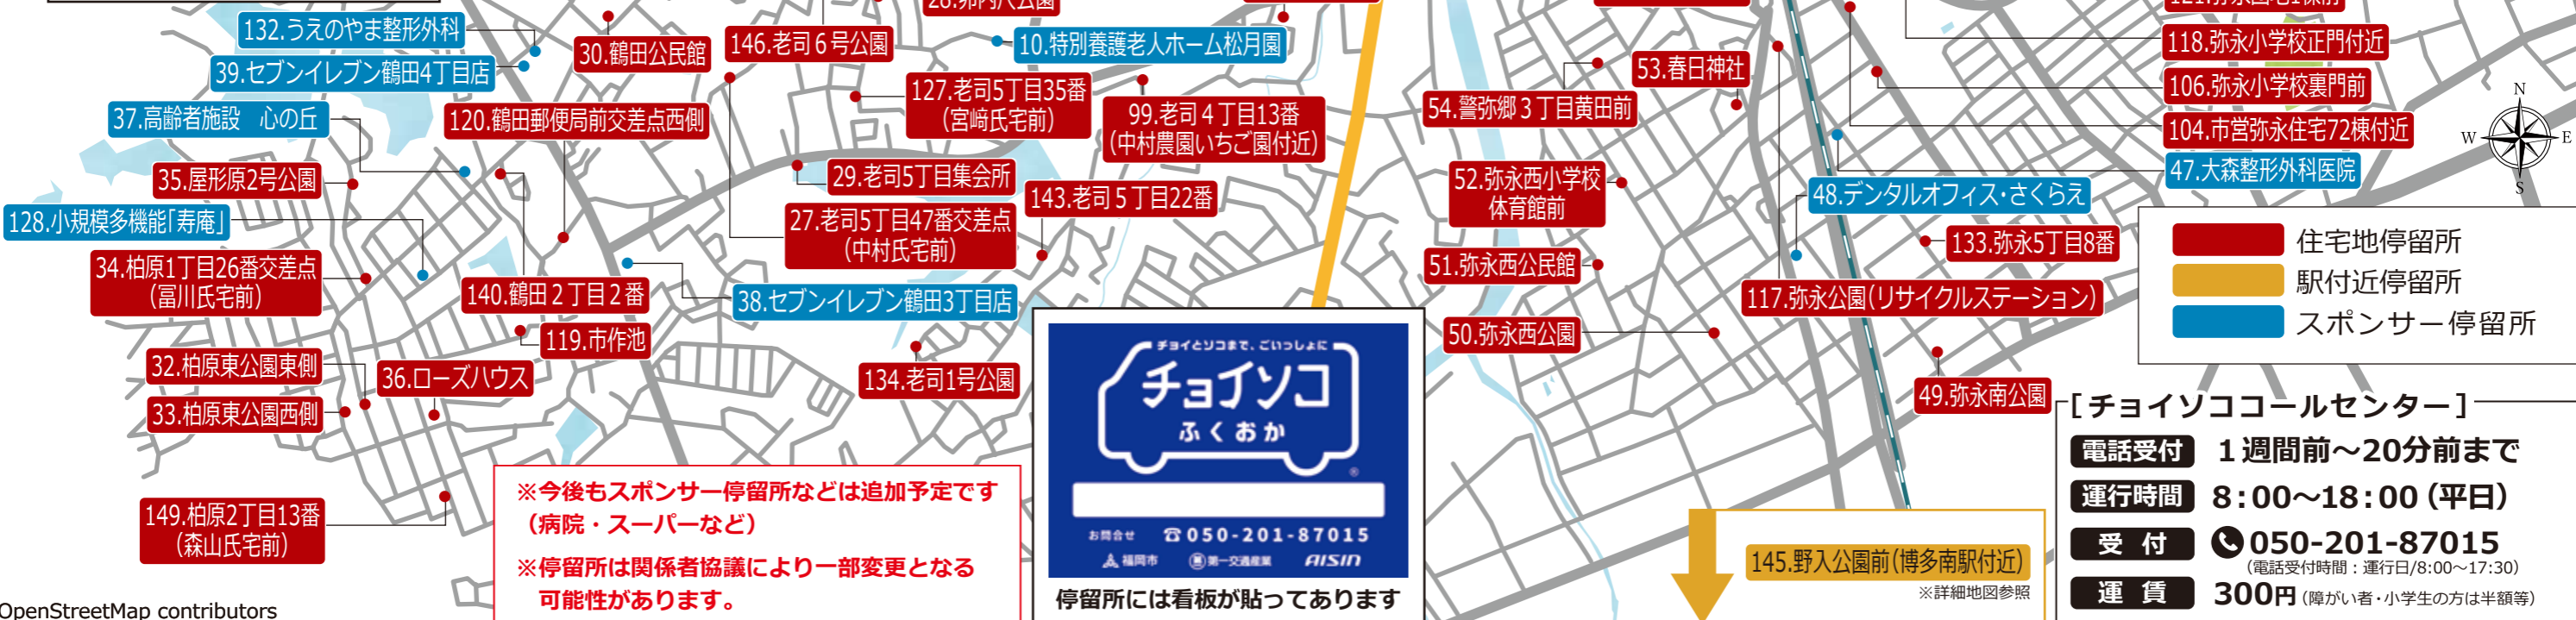 132.うえのやま整形外科
39.セブンイレブン鶴田4丁目店
37.高齢者施設　心の丘
30.鶴田公民館
146.老司６号公園
10.特別養護老人ホーム松月園
120.鶴田郵便局前交差点西側
127.老司5丁目35番
(宮﨑氏宅前)
99.老司４丁目13番
(中村農園いちご園付近)
35.屋形原2号公園
29.老司5丁目集会所
143.老司５丁目22番
128.小規模多機能｢寿庵｣
27.老司5丁目47番交差点
(中村氏宅前)
34.柏原1丁目26番交差点
(冨川氏宅前)
140.鶴田２丁目２番
38.セブンイレブン鶴田3丁目店
119.市作池
32.柏原東公園東側
36.ローズハウス
33.柏原東公園西側
134.老司1号公園
149.柏原2丁目13番
(森山氏宅前)
53.春日神社
54.警弥郷３丁目黄田前
52.弥永西小学校
体育館前
51.弥永西公民館
50.弥永西公園
118.弥永小学校正門付近
106.弥永小学校裏門前
104.市営弥永住宅72棟付近
47.大森整形外科医院
48.デンタルオフィス・さくらえ
133.弥永5丁目8番
117.弥永公園(リサイクルステーション)
49.弥永南公園
N
W
E
S
住宅地停留所
駅付近停留所
スポンサー停留所
※今後もスポンサー停留所などは追加予定です
（病院・スーパーなど）
※停留所は関係者協議により一部変更となる
可能性があります。
チョイとソコまで、ごいっしょに
チョイソコ
ふくおか
®
お問合せ ☎050-201-87015
福岡市 第一交通産業 AISIN
停留所には看板が貼ってあります
145.野入公園前(博多南駅付近)
※詳細地図参照
[チョイソココールセンター]
電話受付 １週間前～20分前まで
運行時間 8:00～18:00（平日）
受付 050-201-87015
（電話受付時間：運行日/8:00～17:30）
運賃 300円（障がい者・小学生の方は半額等）
OpenStreetMap contributors